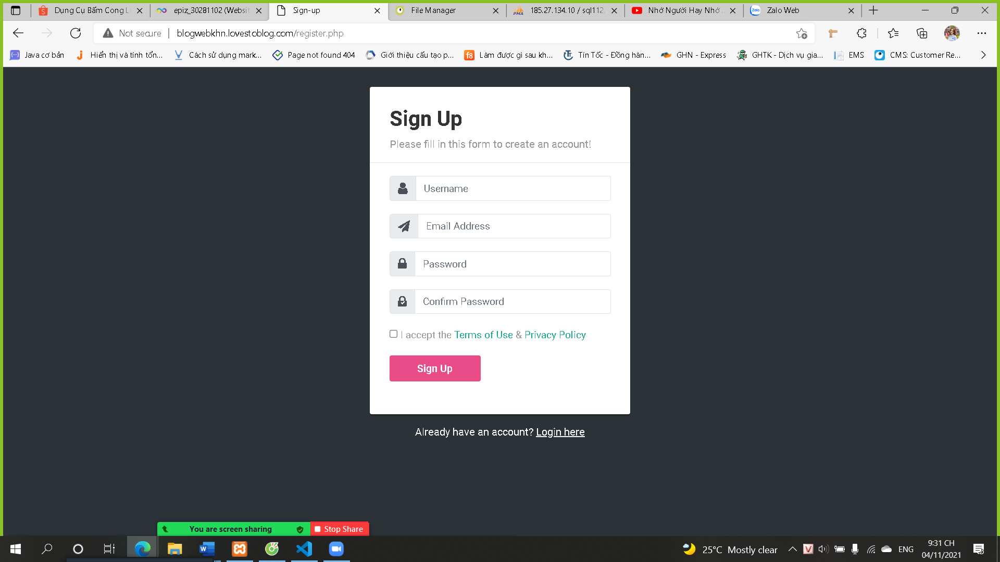 Dụng Cụ Bấm Cong L
epiz_30281102 (Websit
Sign-up
File Manager
185.27.134.10 / sql112.
Nhớ Người Hay Nhớ
Zalo Web
Not secure
blogwebkhn.lovestoblog.com/register.php
Java cơ bản
Hiển thị và tính tổn...
Cách sử dụng mark...
Page not found 404
Giới thiệu cấu tạo p...
Làm được gì sau kh...
Tín Tốc - Đồng hàn...
GHN - Express
GHTK - Dịch vụ gia...
EMS
CMS: Customer Re...
Sign Up
Please fill in this form to create an account!
Username
Email Address
Password
Confirm Password
I accept the Terms of Use & Privacy Policy
Sign Up
Already have an account? Login here
You are screen sharing
Stop Share
25°C Mostly clear
ENG
9:31 CH
04/11/2021